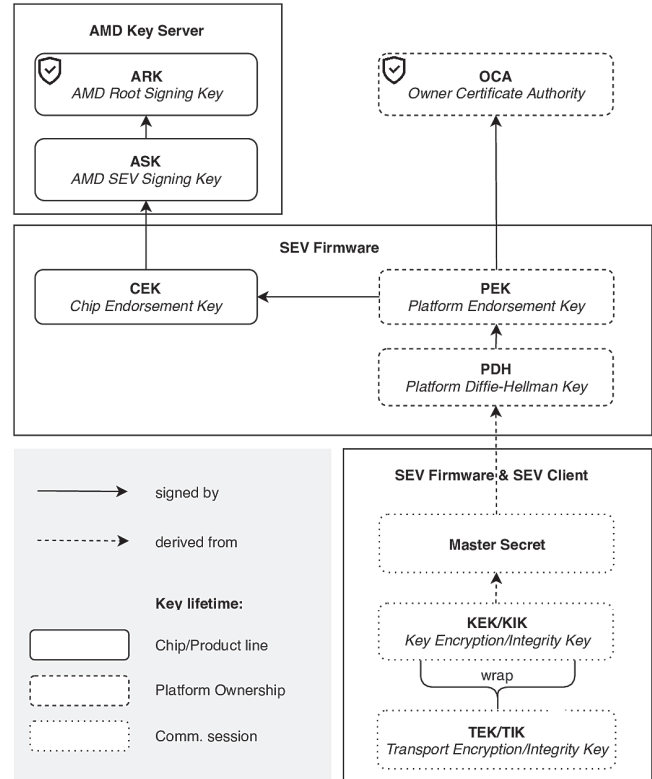 AMD Key Server
ARK
AMD Root Signing Key
OCA
Owner Certificate Authority
ASK
AMD SEV Signing Key
SEV Firmware
CEK
Chip Endorsement Key
PEK
Platform Endorsement Key
PDH
Platform Diffie-Hellman Key
signed by
derived from
Key lifetime:
Chip/Product line
Platform Ownership
Comm. session
SEV Firmware & SEV Client
Master Secret
KEK/KIK
Key Encryption/Integrity Key
wrap
TEK/TIK
Transport Encryption/Integrity Key